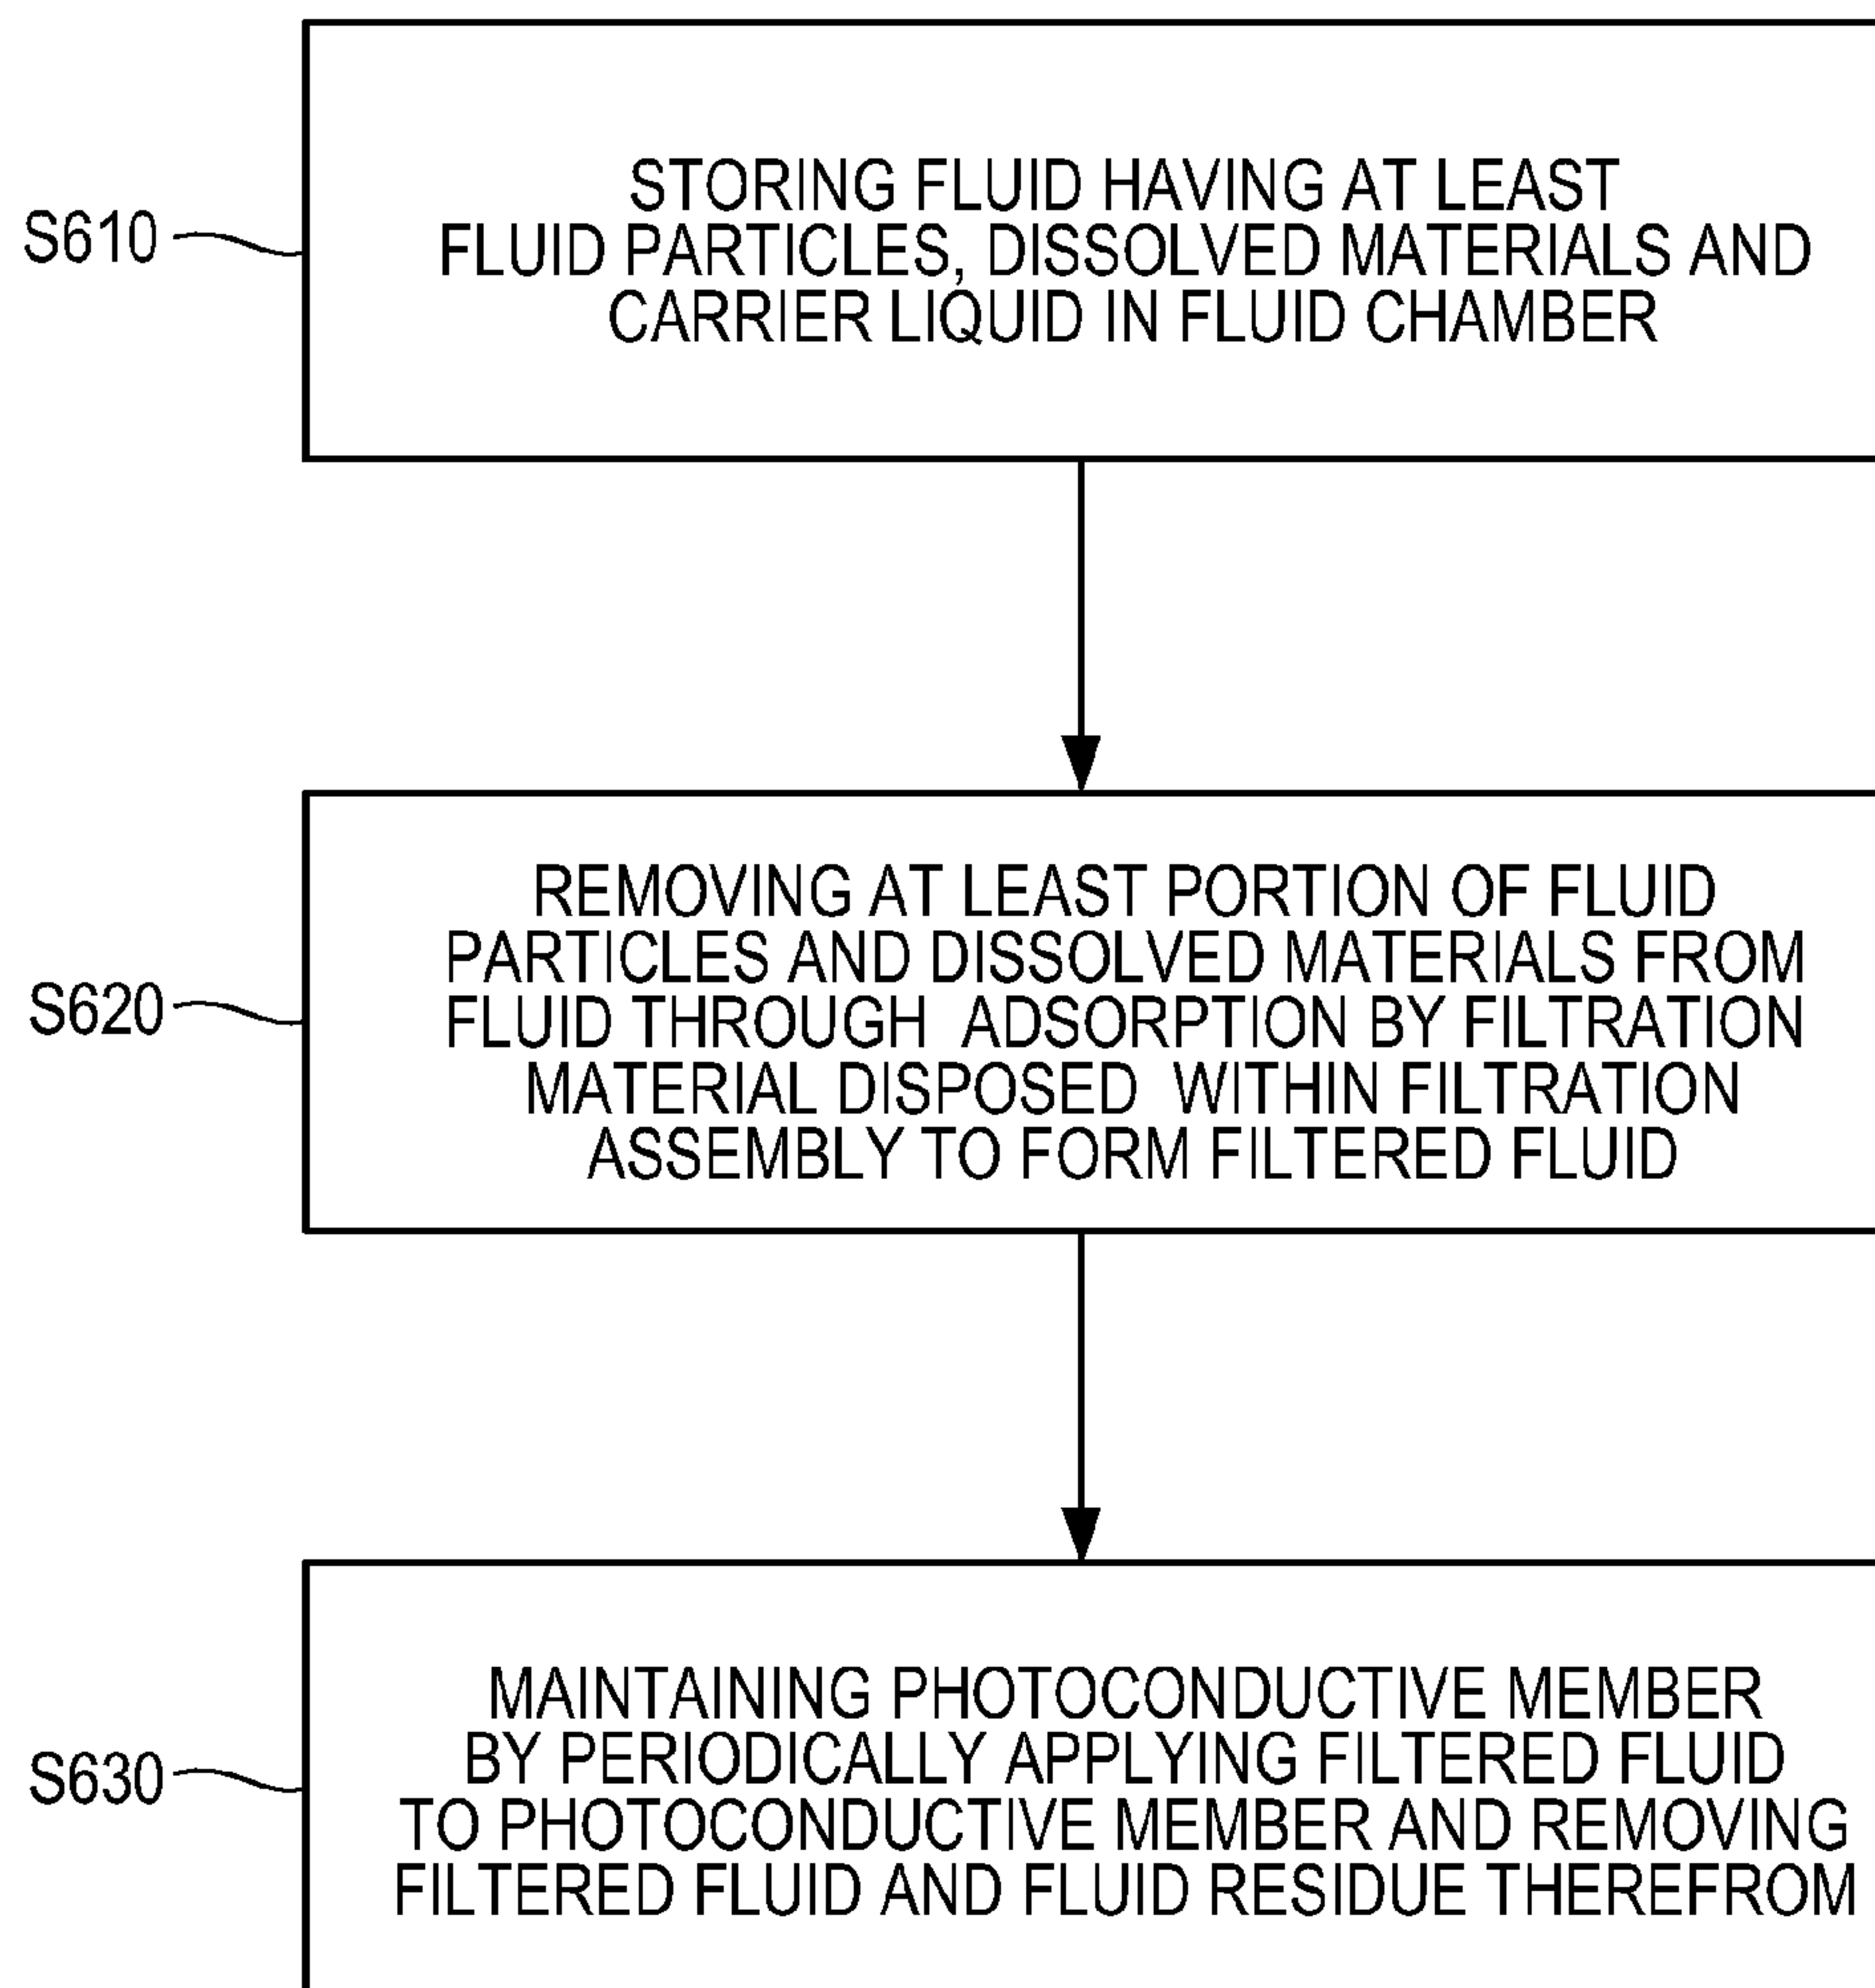 S610
STORING FLUID HAVING AT LEAST
FLUID PARTICLES, DISSOLVED MATERIALS AND
CARRIER LIQUID IN FLUID CHAMBER
S620
REMOVING AT LEAST PORTION OF FLUID
PARTICLES AND DISSOLVED MATERIALS FROM
FLUID THROUGH ADSORPTION BY FILTRATION
MATERIAL DISPOSED WITHIN FILTRATION
ASSEMBLY TO FORM FILTERED FLUID
S630
MAINTAINING PHOTOCONDUCTIVE MEMBER
BY PERIODICALLY APPLYING FILTERED FLUID
TO PHOTOCONDUCTIVE MEMBER AND REMOVING
FILTERED FLUID AND FLUID RESIDUE THEREFROM